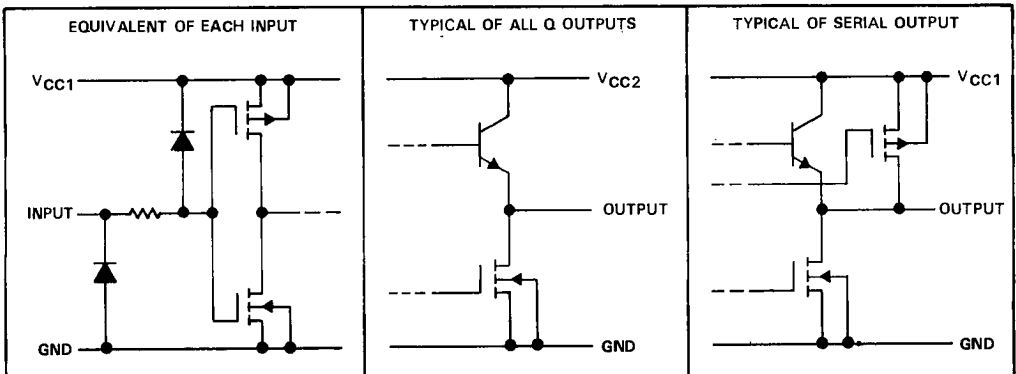 EQUIVALENT OF EACH INPUT
VCC1
INPUT
GND
TYPICAL OF ALL Q OUTPUTS
VCC2
OUTPUT
GND
TYPICAL OF SERIAL OUTPUT
VCC1
OUTPUT
GND